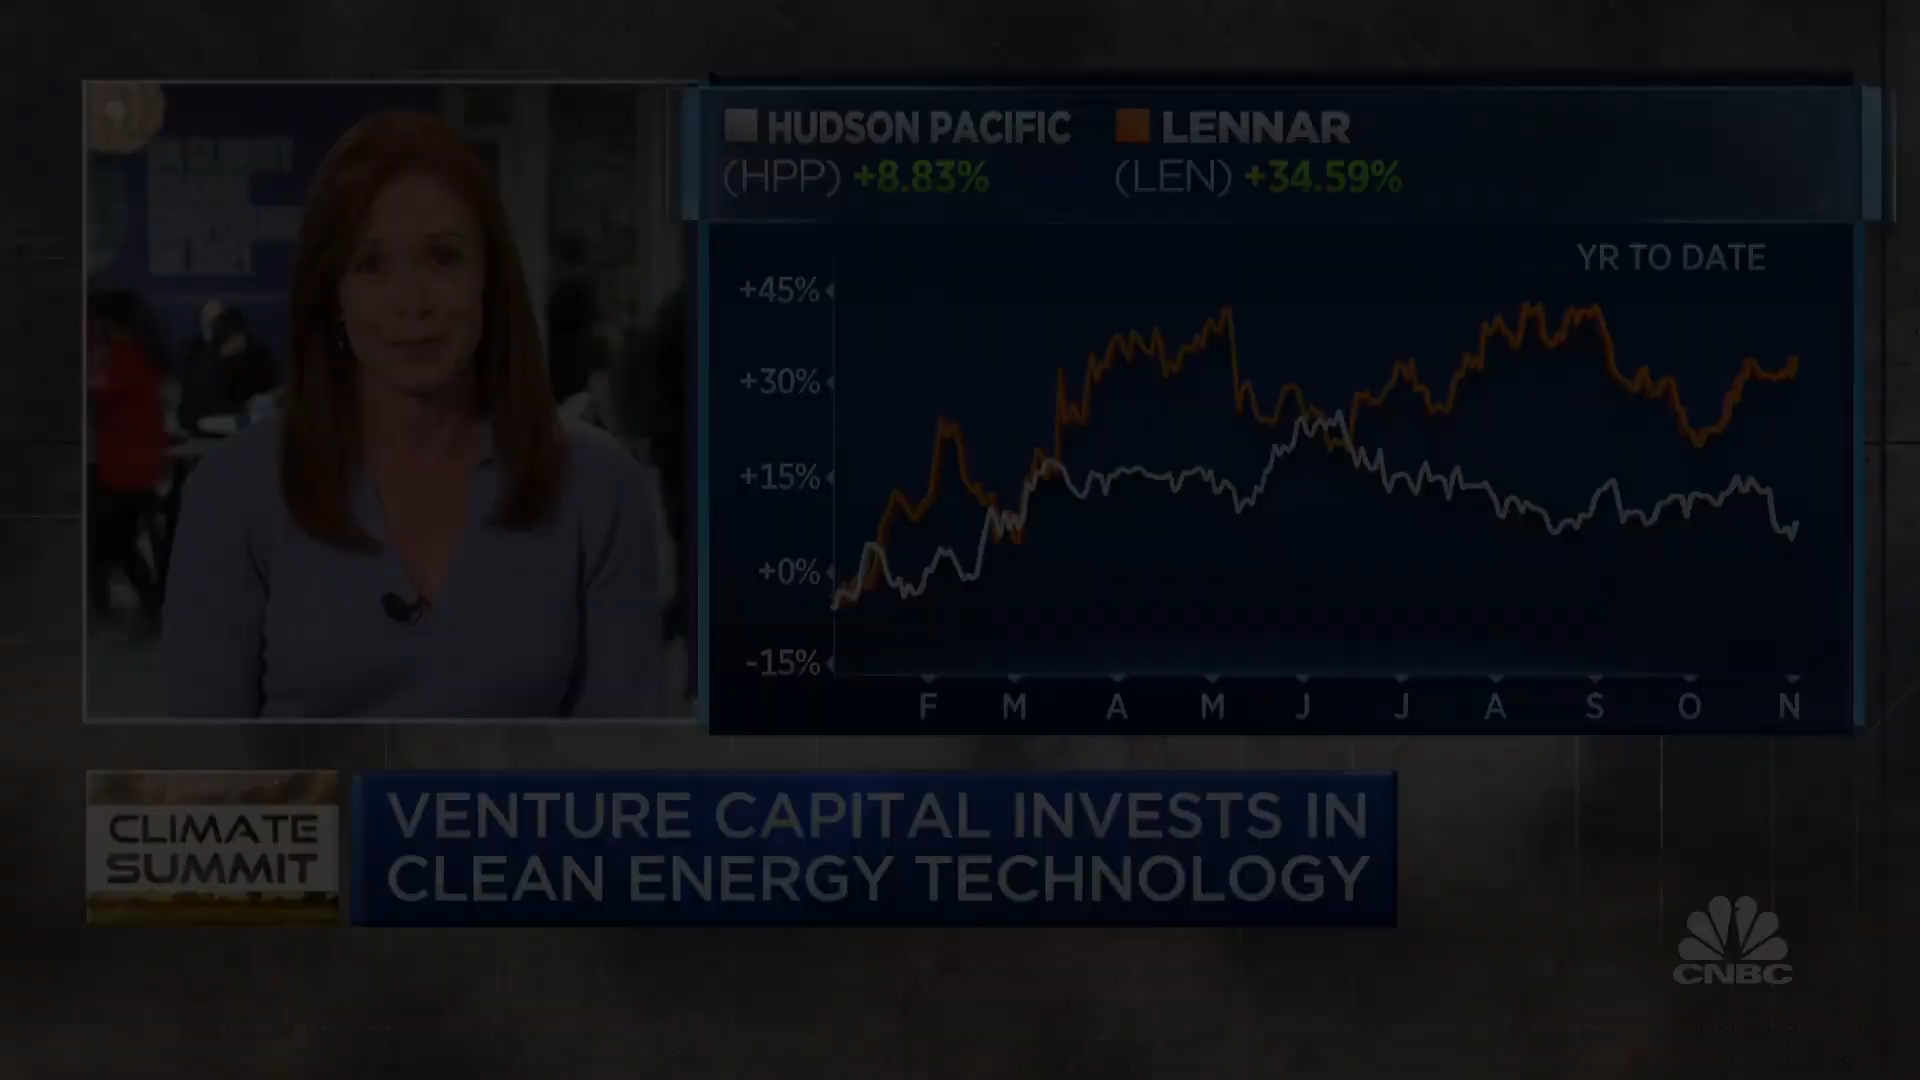 HUDSON PACIFIC
(HPP) +8.83%
LENNAR
(LEN) +34.59%
YR TO DATE
+45%
+30%
+15%
+0%
-15%
F M A M J J A S O N
CLIMATE
SUMMIT
VENTURE CAPITAL INVESTS IN
CLEAN ENERGY TECHNOLOGY
CNBC